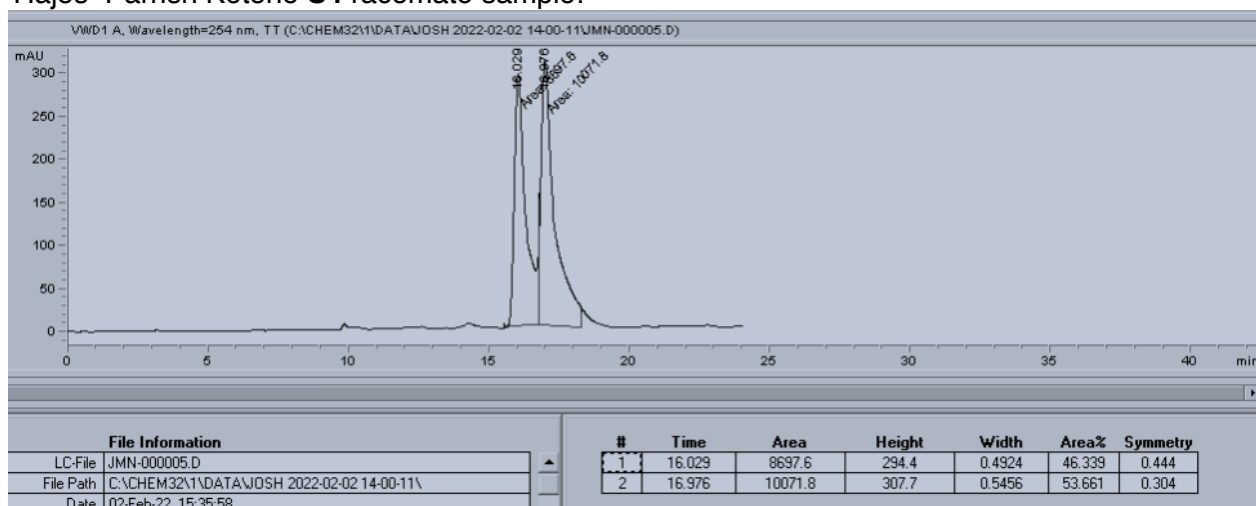 VWD1 A, Wavelength=254 nm, TT (C:\CHEM32\1\DATA\JOSH 2022-02-02 14-00-11\JMN-000005.D)
mAU
300
250
200
150
100
50
0
16.029
Area: 8697.6
16.976
Area: 10071.8
0 5 10 15 20 25 30 35 40 min
File Information
LC-File JMN-000005.D
File Path C:\CHEM32\1\DATA\JOSH 2022-02-02 14-00-11\
Date 02-Feb-22, 15:35:58
# Time Area Height Width Area% Symmetry
1 16.029 8697.6 294.4 0.4924 46.339 0.444
2 16.976 10071.8 307.7 0.5456 53.661 0.304